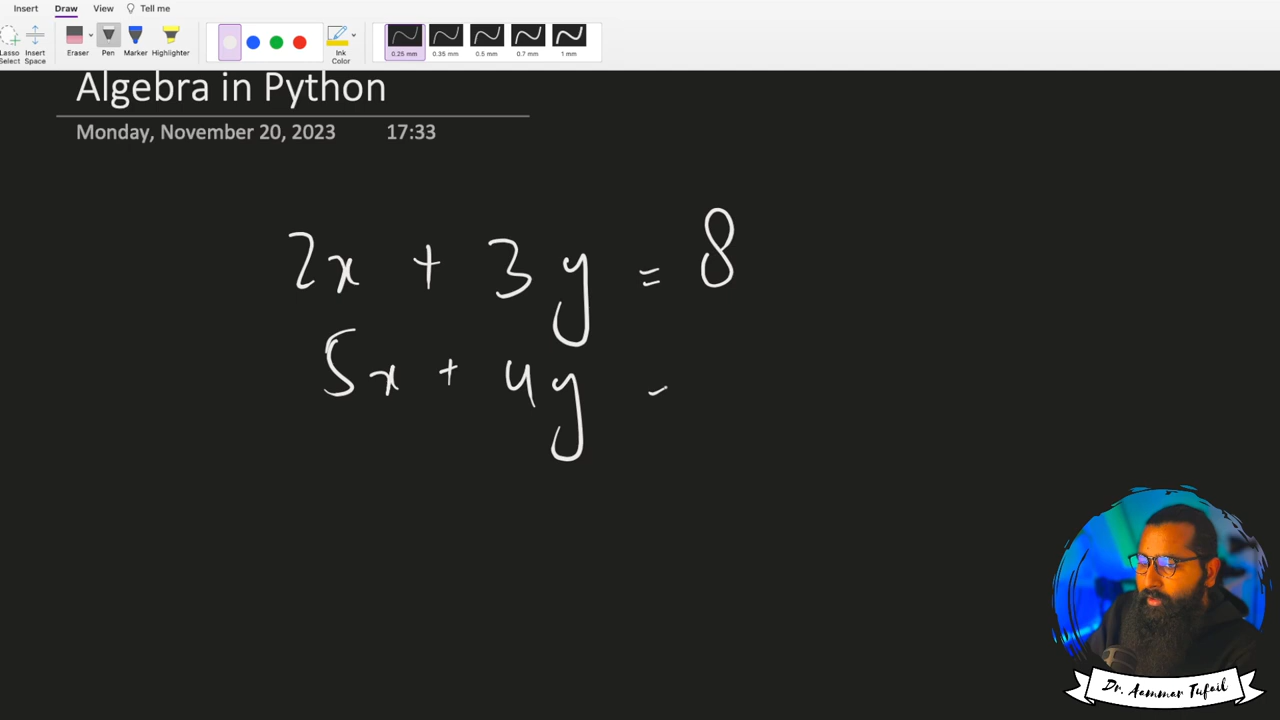 Insert Draw View Tell me
Lasso Select Insert Space Eraser Pen Marker Highlighter Ink Color 0.25 mm 0.35 mm 0.5 mm 0.7 mm 1 mm
Algebra in Python
Monday, November 20, 2023 17:33
2x + 3y = 8
5x + 4y -
Dr. Aammar Tufail